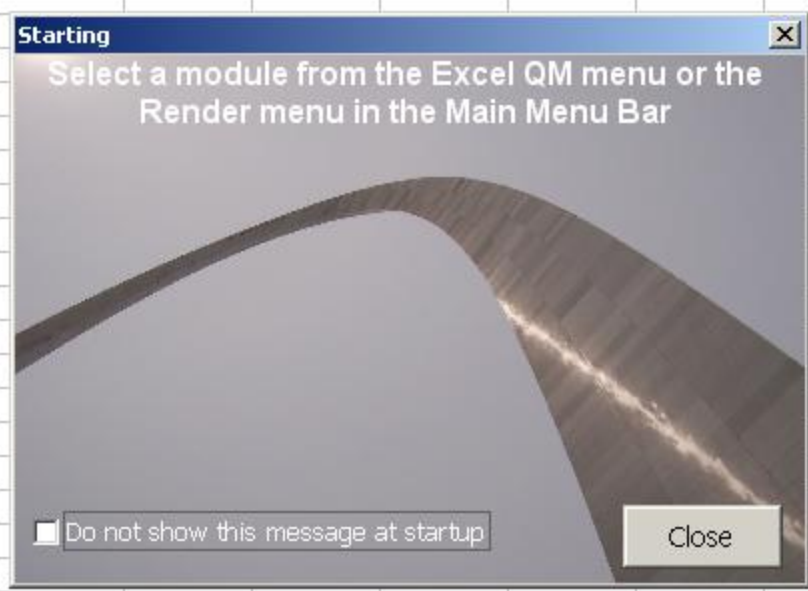 Starting
Select a module from the Excel QM menu or the
Render menu in the Main Menu Bar
Do not show this message at startup
Close